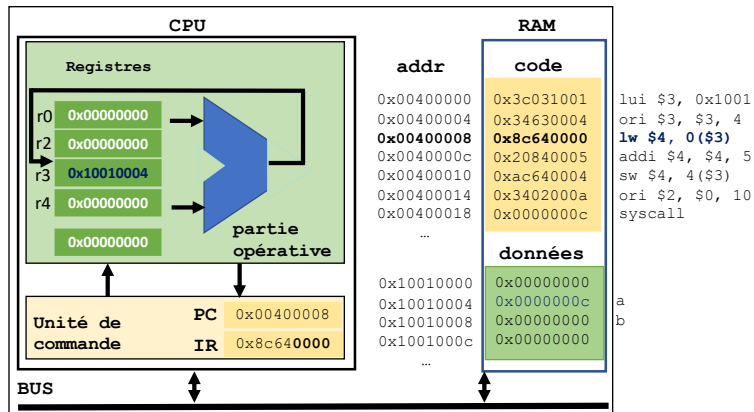 CPU RAM
Registres addr code
r0 0x00000000
r2 0x00000000
r3 0x10010004
r4 0x00000000
0x00000000
partie
opérative
0x00400000 0x3c031001 lui $3, 0x1001
0x00400004 0x34630004 ori $3, $3, 4
0x00400008 0x8c640000 lw $4, 0($3)
0x0040000c 0x20840005 addi $4, $4, 5
0x00400010 0xac640004 sw $4, 4($3)
0x00400014 0x3402000a ori $2, $0, 10
0x00400018 0x0000000c syscall
…
données
0x10010000 0x00000000
0x10010004 0x0000000c a
0x10010008 0x00000000 b
0x1001000c 0x00000000
…
Unité de
commande
PC 0x00400008
IR 0x8c640000
BUS